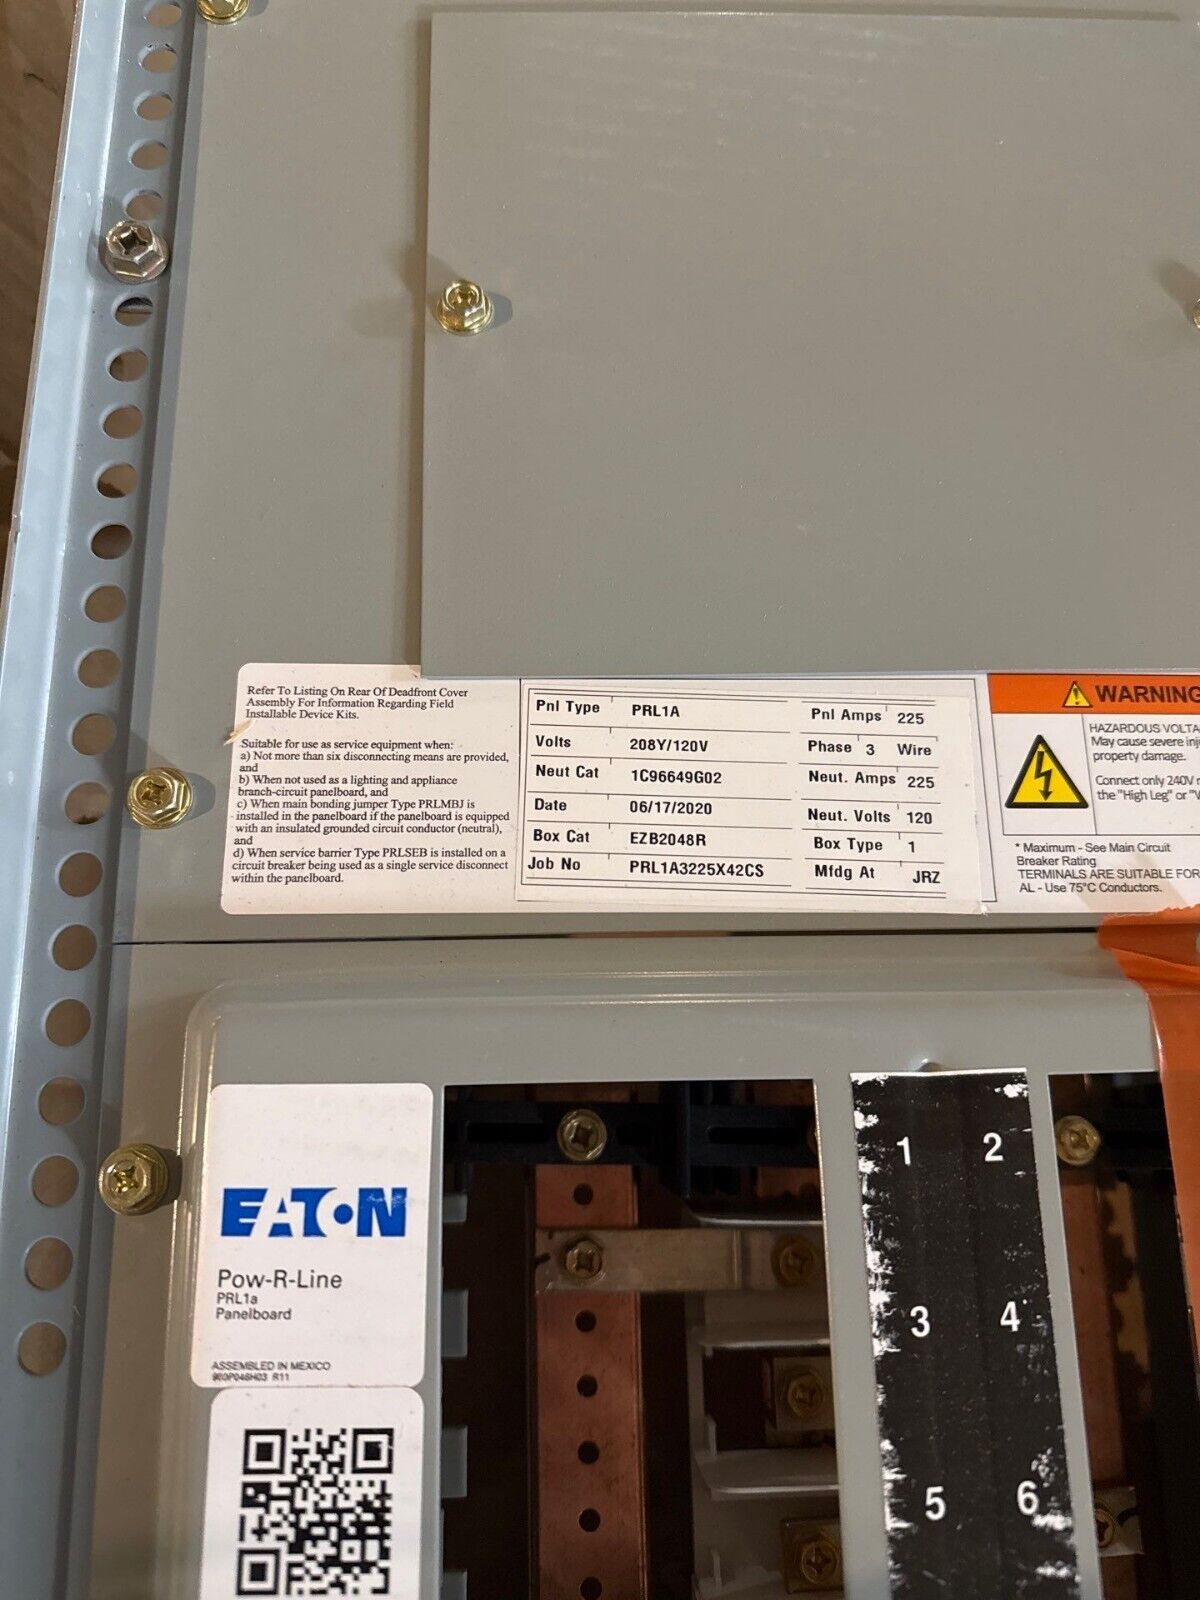 Refer To Listing On Rear Of Deadfront Cover
Assembly For Information Regarding Field
Installable Device Kits.
Suitable for use as service equipment when:
a) Not more than six disconnecting means are provided,
and
b) When not used as a lighting and appliance
branch-circuit panelboard, and
c) When main bonding jumper Type PRLMBJ is
installed in the panelboard if the panelboard is equipped
with an insulated grounded circuit conductor (neutral),
and
d) When service barrier Type PRLSEB is installed on a
circuit breaker being used as a single service disconnect
within the panelboard.
Pnl Type PRL1A Pnl Amps 225
Volts 208Y/120V Phase 3 Wire
Neut Cat 1C96649G02 Neut. Amps 225
Date 06/17/2020 Neut. Volts 120
Box Cat EZB2048R Box Type 1
Job No PRL1A3225X42CS Mfdg At JRZ
WARNING
HAZARDOUS VOLTA
May cause severe inj
property damage.
Connect only 240V
the "High Leg" or
* Maximum - See Main Circuit
Breaker Rating
TERMINALS ARE SUITABLE FOR
AL - Use 75°C Conductors.
EATON
Pow-R-Line
PRL1a
Panelboard
ASSEMBLED IN MEXICO
R11
1 2
3 4
5 6